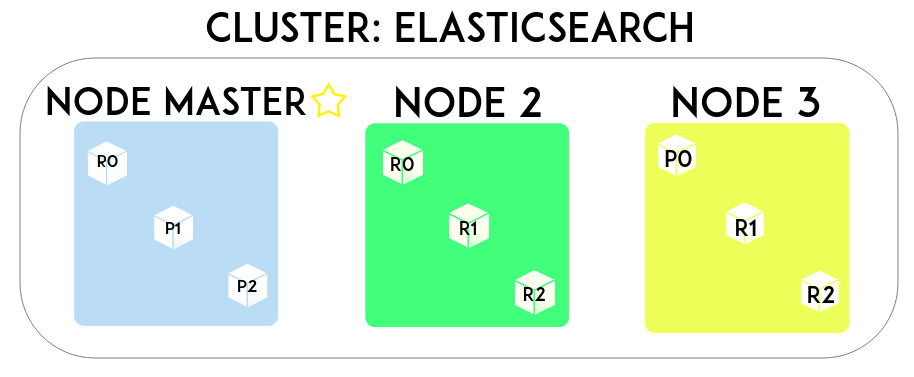 CLUSTER: ELASTICSEARCH
NODE MASTER
NODE 2
NODE 3
R0
P1
P2
R0
R1
R2
P0
R1
R2